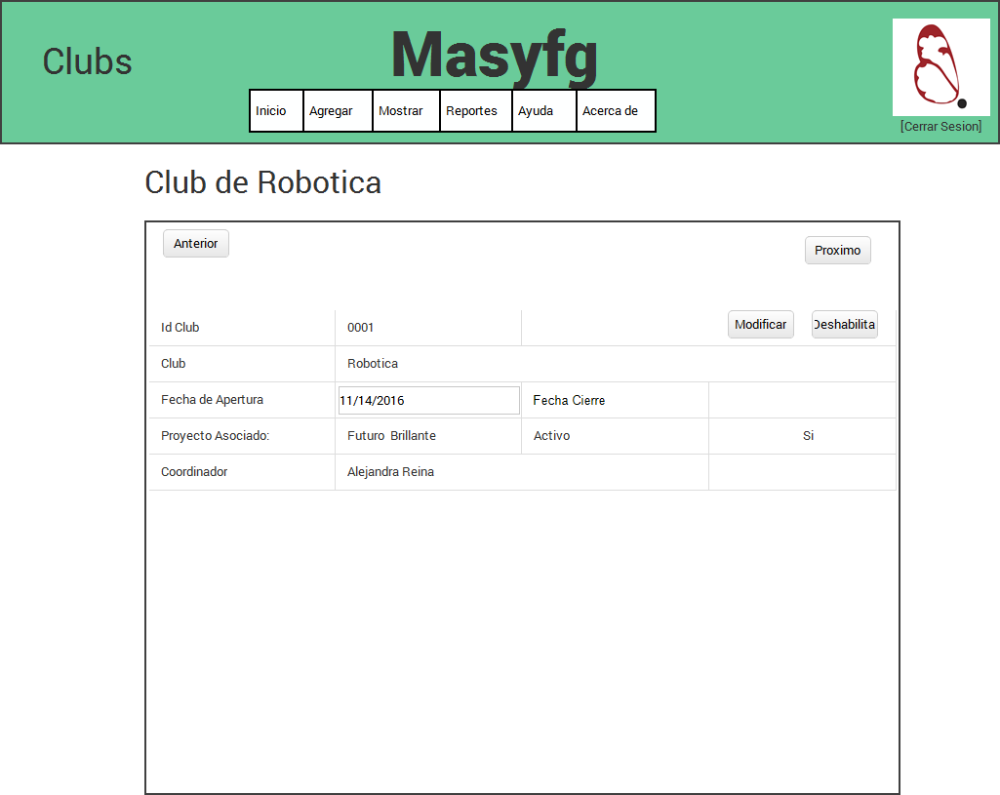 Clubs
Masyfg
Inicio Agregar Mostrar Reportes Ayuda Acerca de
[Cerrar Sesion]
Club de Robotica
Anterior
Proximo
Id Club 0001 Modificar Deshabilita
Club Robotica
Fecha de Apertura 11/14/2016 Fecha Cierre
Proyecto Asociado: Futuro Brillante Activo Si
Coordinador Alejandra Reina